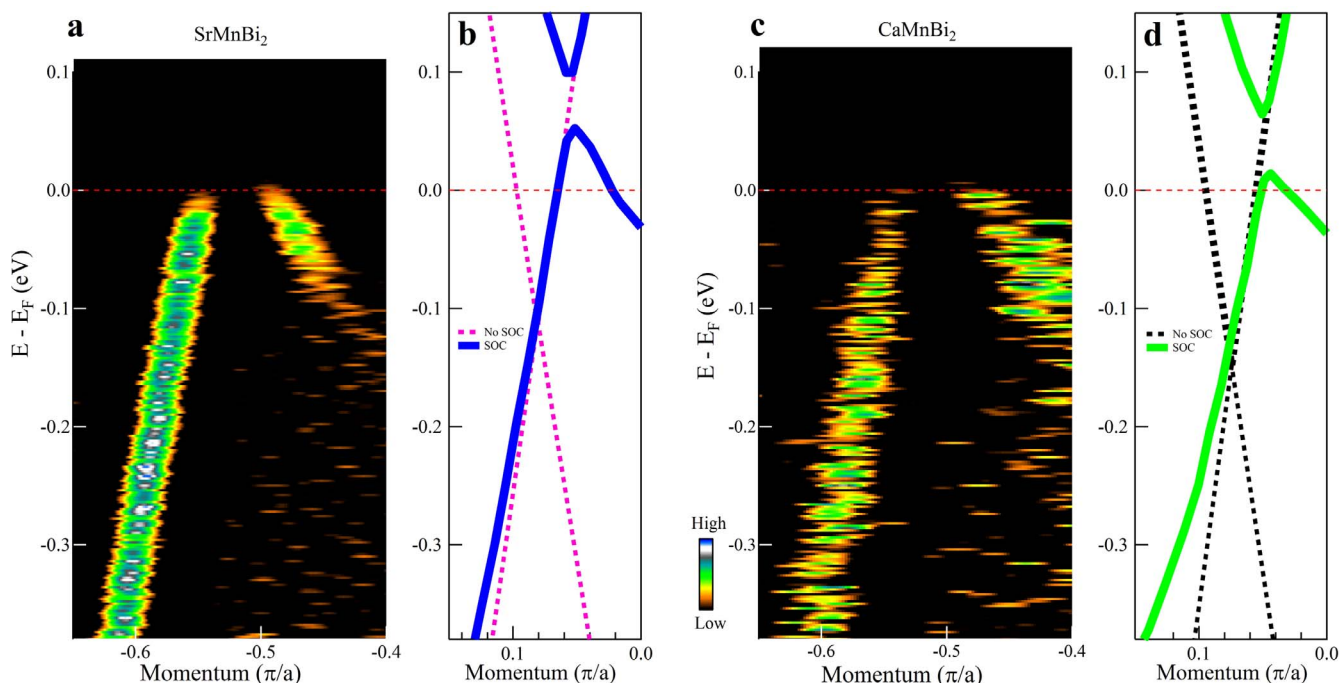 a
SrMnBi2
E - EF (eV)
0.1
0.0
-0.1
-0.2
-0.3
-0.6
-0.5
-0.4
Momentum (π/a)
b
0.1
0.0
-0.1
No SOC
SOC
-0.2
-0.3
0.1
0.0
Momentum (π/a)
c
CaMnBi2
E - EF (eV)
0.1
0.0
-0.1
-0.2
-0.3
High
Low
-0.6
-0.5
-0.4
Momentum (π/a)
d
0.1
0.0
-0.1
No SOC
SOC
-0.2
-0.3
0.1
0.0
Momentum (π/a)